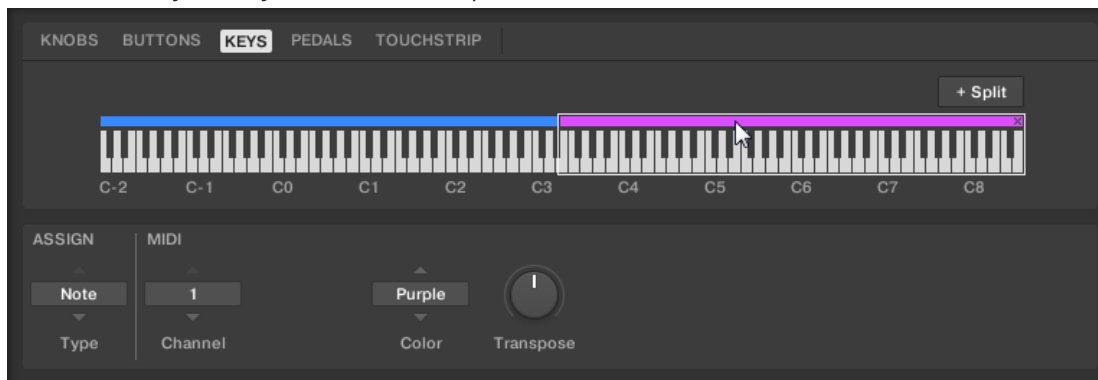 KNOBS BUTTONS KEYS PEDALS TOUCHSTRIP
+ Split
C-2 C-1 C0 C1 C2 C3 C4 C5 C6 C7 C8
ASSIGN MIDI
Note 1 Purple
Type Channel Color Transpose